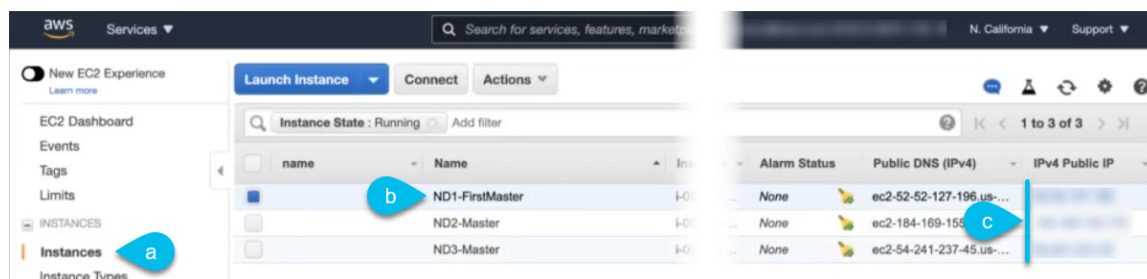 aws Services Search for services, features, N. California Support
New EC2 Experience
Learn more
Launch Instance Connect Actions
EC2 Dashboard
Events
Tags
Limits
INSTANCES
Instances
Instance Types
Instance State : Running Add filter 1 to 3 of 3
name Name Alarm Status Public DNS (IPv4) IPv4 Public IP
ND1-FirstMaster None ec2-52-52-127-196.us-...
ND2-Master None ec2-184-169-155
ND3-Master None ec2-54-241-237-45.us-...
a
b
c